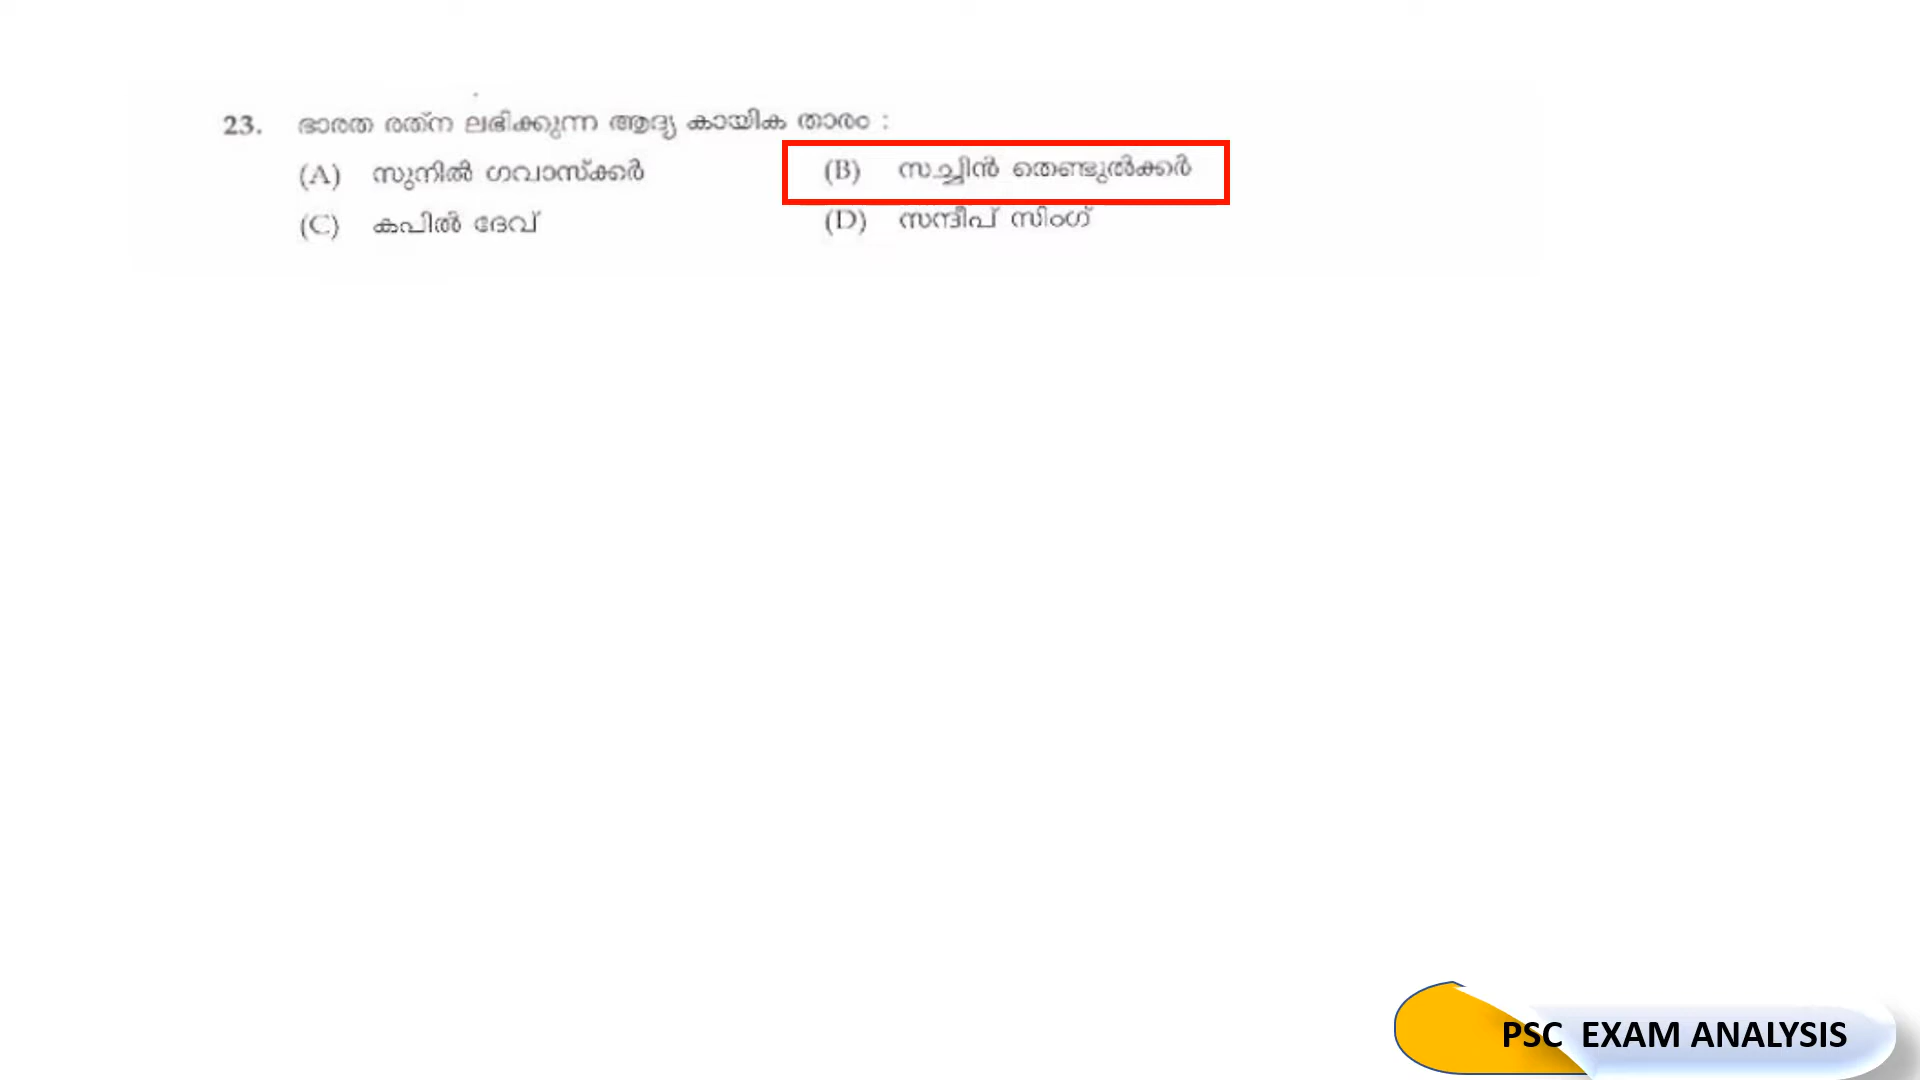 23. ഭാരത രത്‌ന ലഭിക്കുന്ന ആദ്യ കായിക താരം :
(A) സുനിൽ ഗവാസ്‌ക്കർ (B) സച്ചിൻ തെണ്ടുൽക്കർ
(C) കപിൽ ദേവ് (D) സന്ദീപ് സിംഗ്
PSC EXAM ANALYSIS